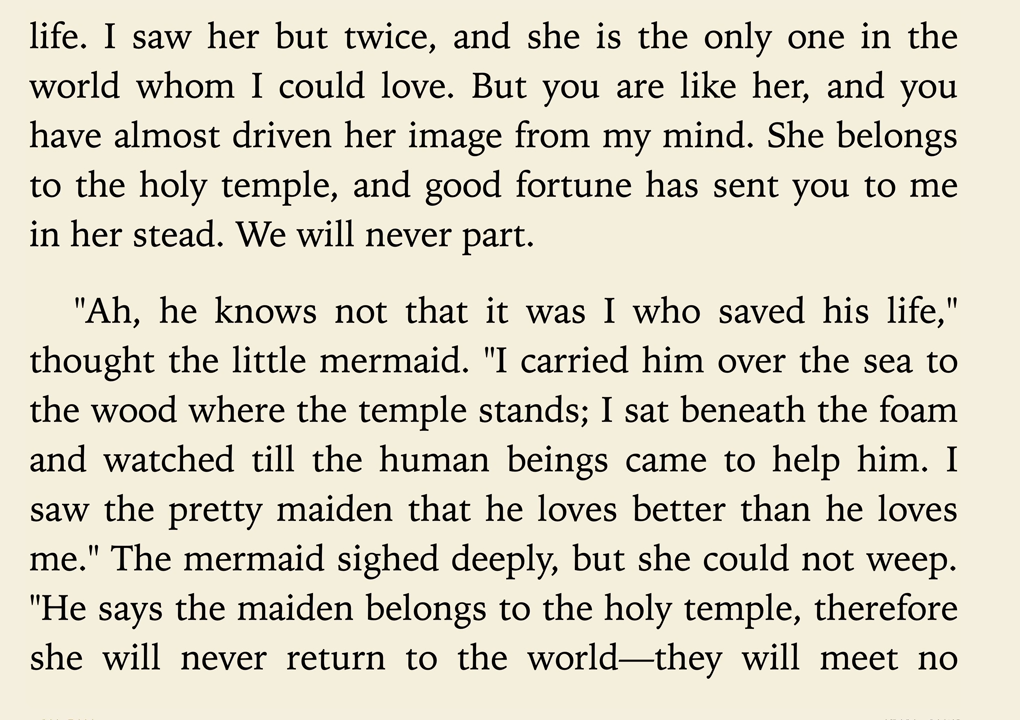 life. I saw her but twice, and she is the only one in the
world whom I could love. But you are like her, and you
have almost driven her image from my mind. She belongs
to the holy temple, and good fortune has sent you to me
in her stead. We will never part.
"Ah, he knows not that it was I who saved his life,"
thought the little mermaid. "I carried him over the sea to
the wood where the temple stands; I sat beneath the foam
and watched till the human beings came to help him. I
saw the pretty maiden that he loves better than he loves
me." The mermaid sighed deeply, but she could not weep.
"He says the maiden belongs to the holy temple, therefore
she will never return to the world—they will meet no